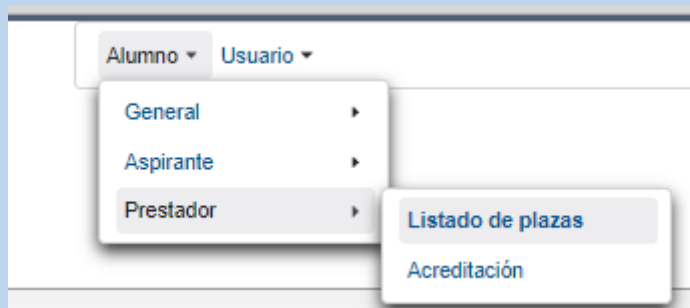 Alumno Usuario
General
Aspirante
Prestador
Listado de plazas
Acreditación